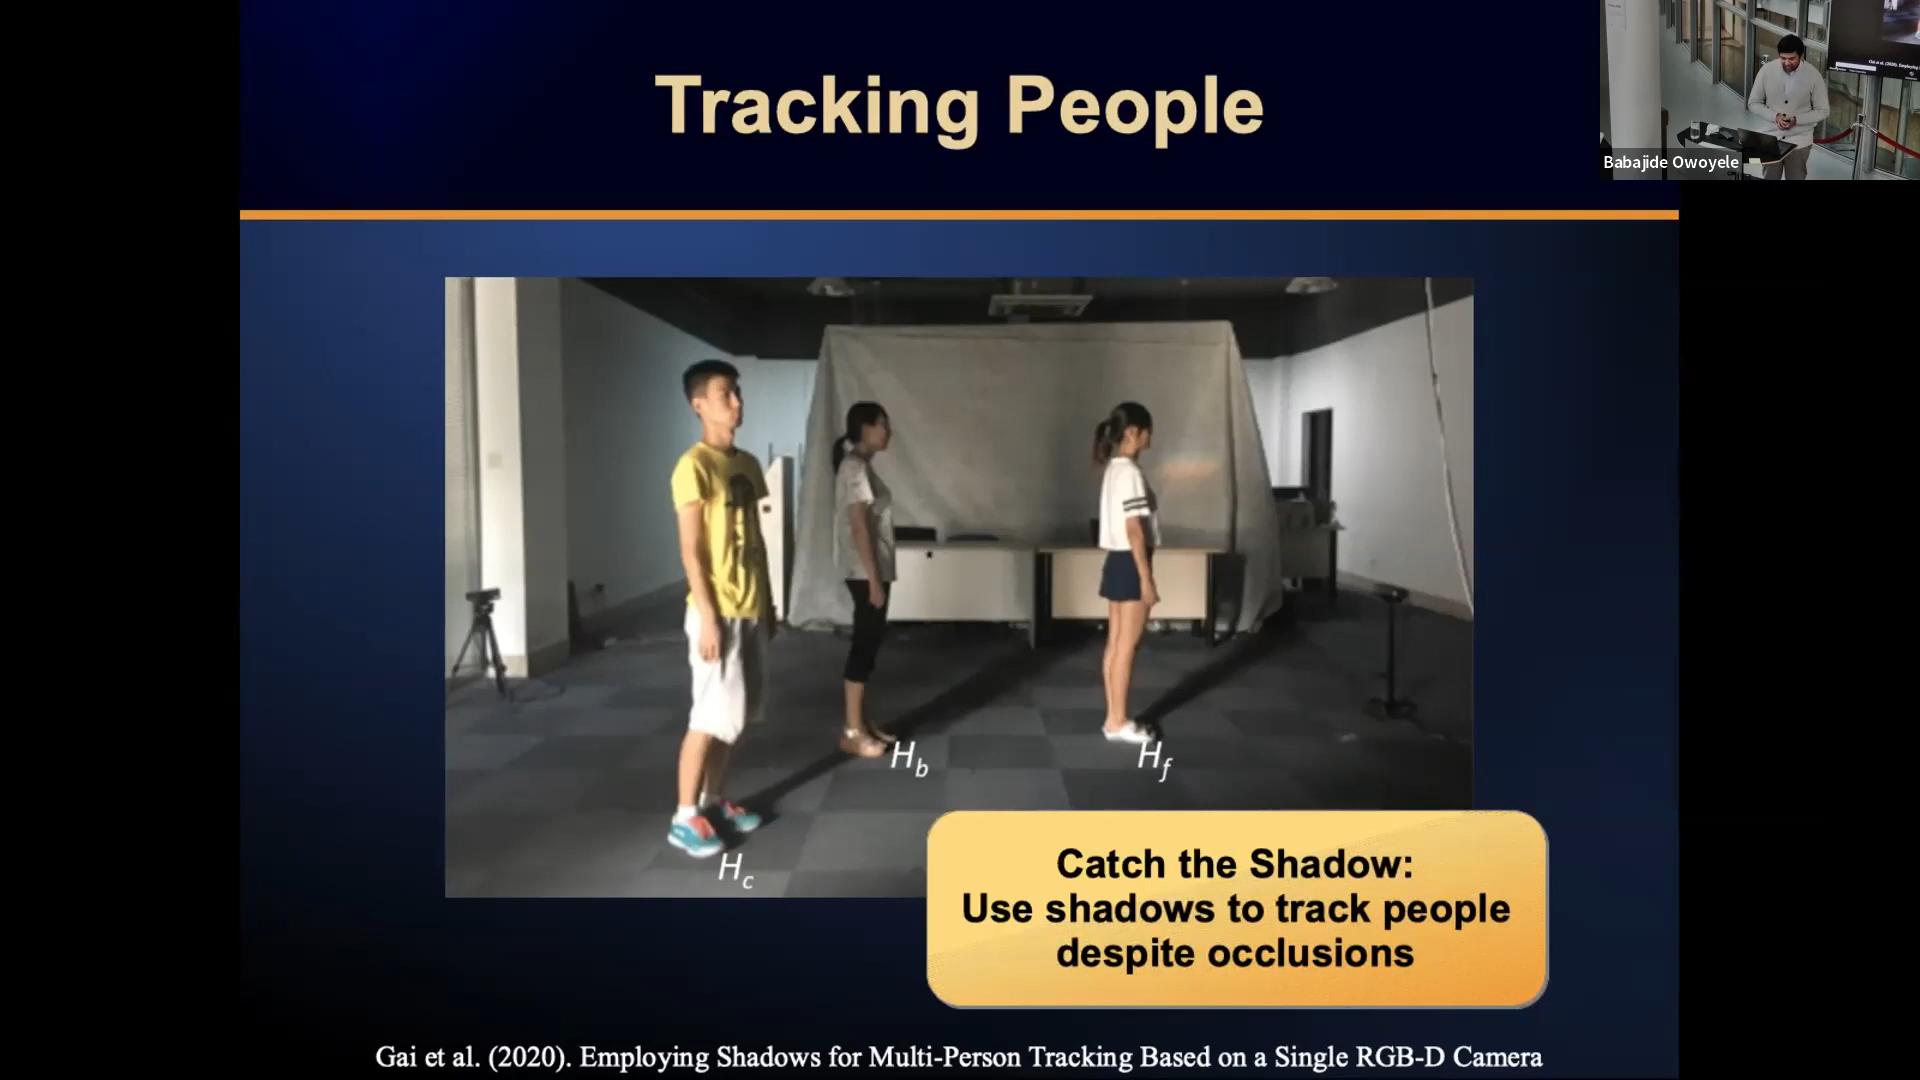 Tracking People
Babajide Owoyele
H_b
H_f
H_c
Catch the Shadow:
Use shadows to track people
despite occlusions
Gai et al. (2020). Employing Shadows for Multi-Person Tracking Based on a Single RGB-D Camera